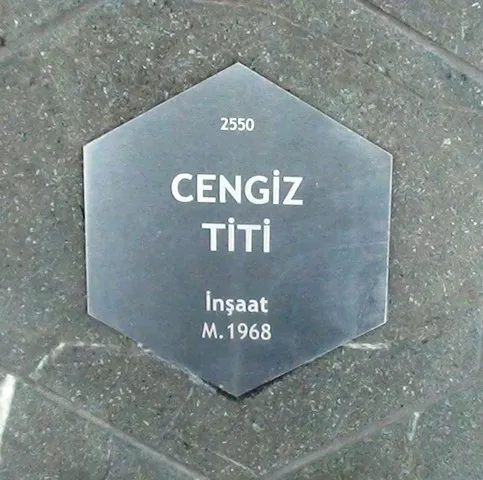 2550
CENGİZ
TİTİ
İnşaat
M.1968